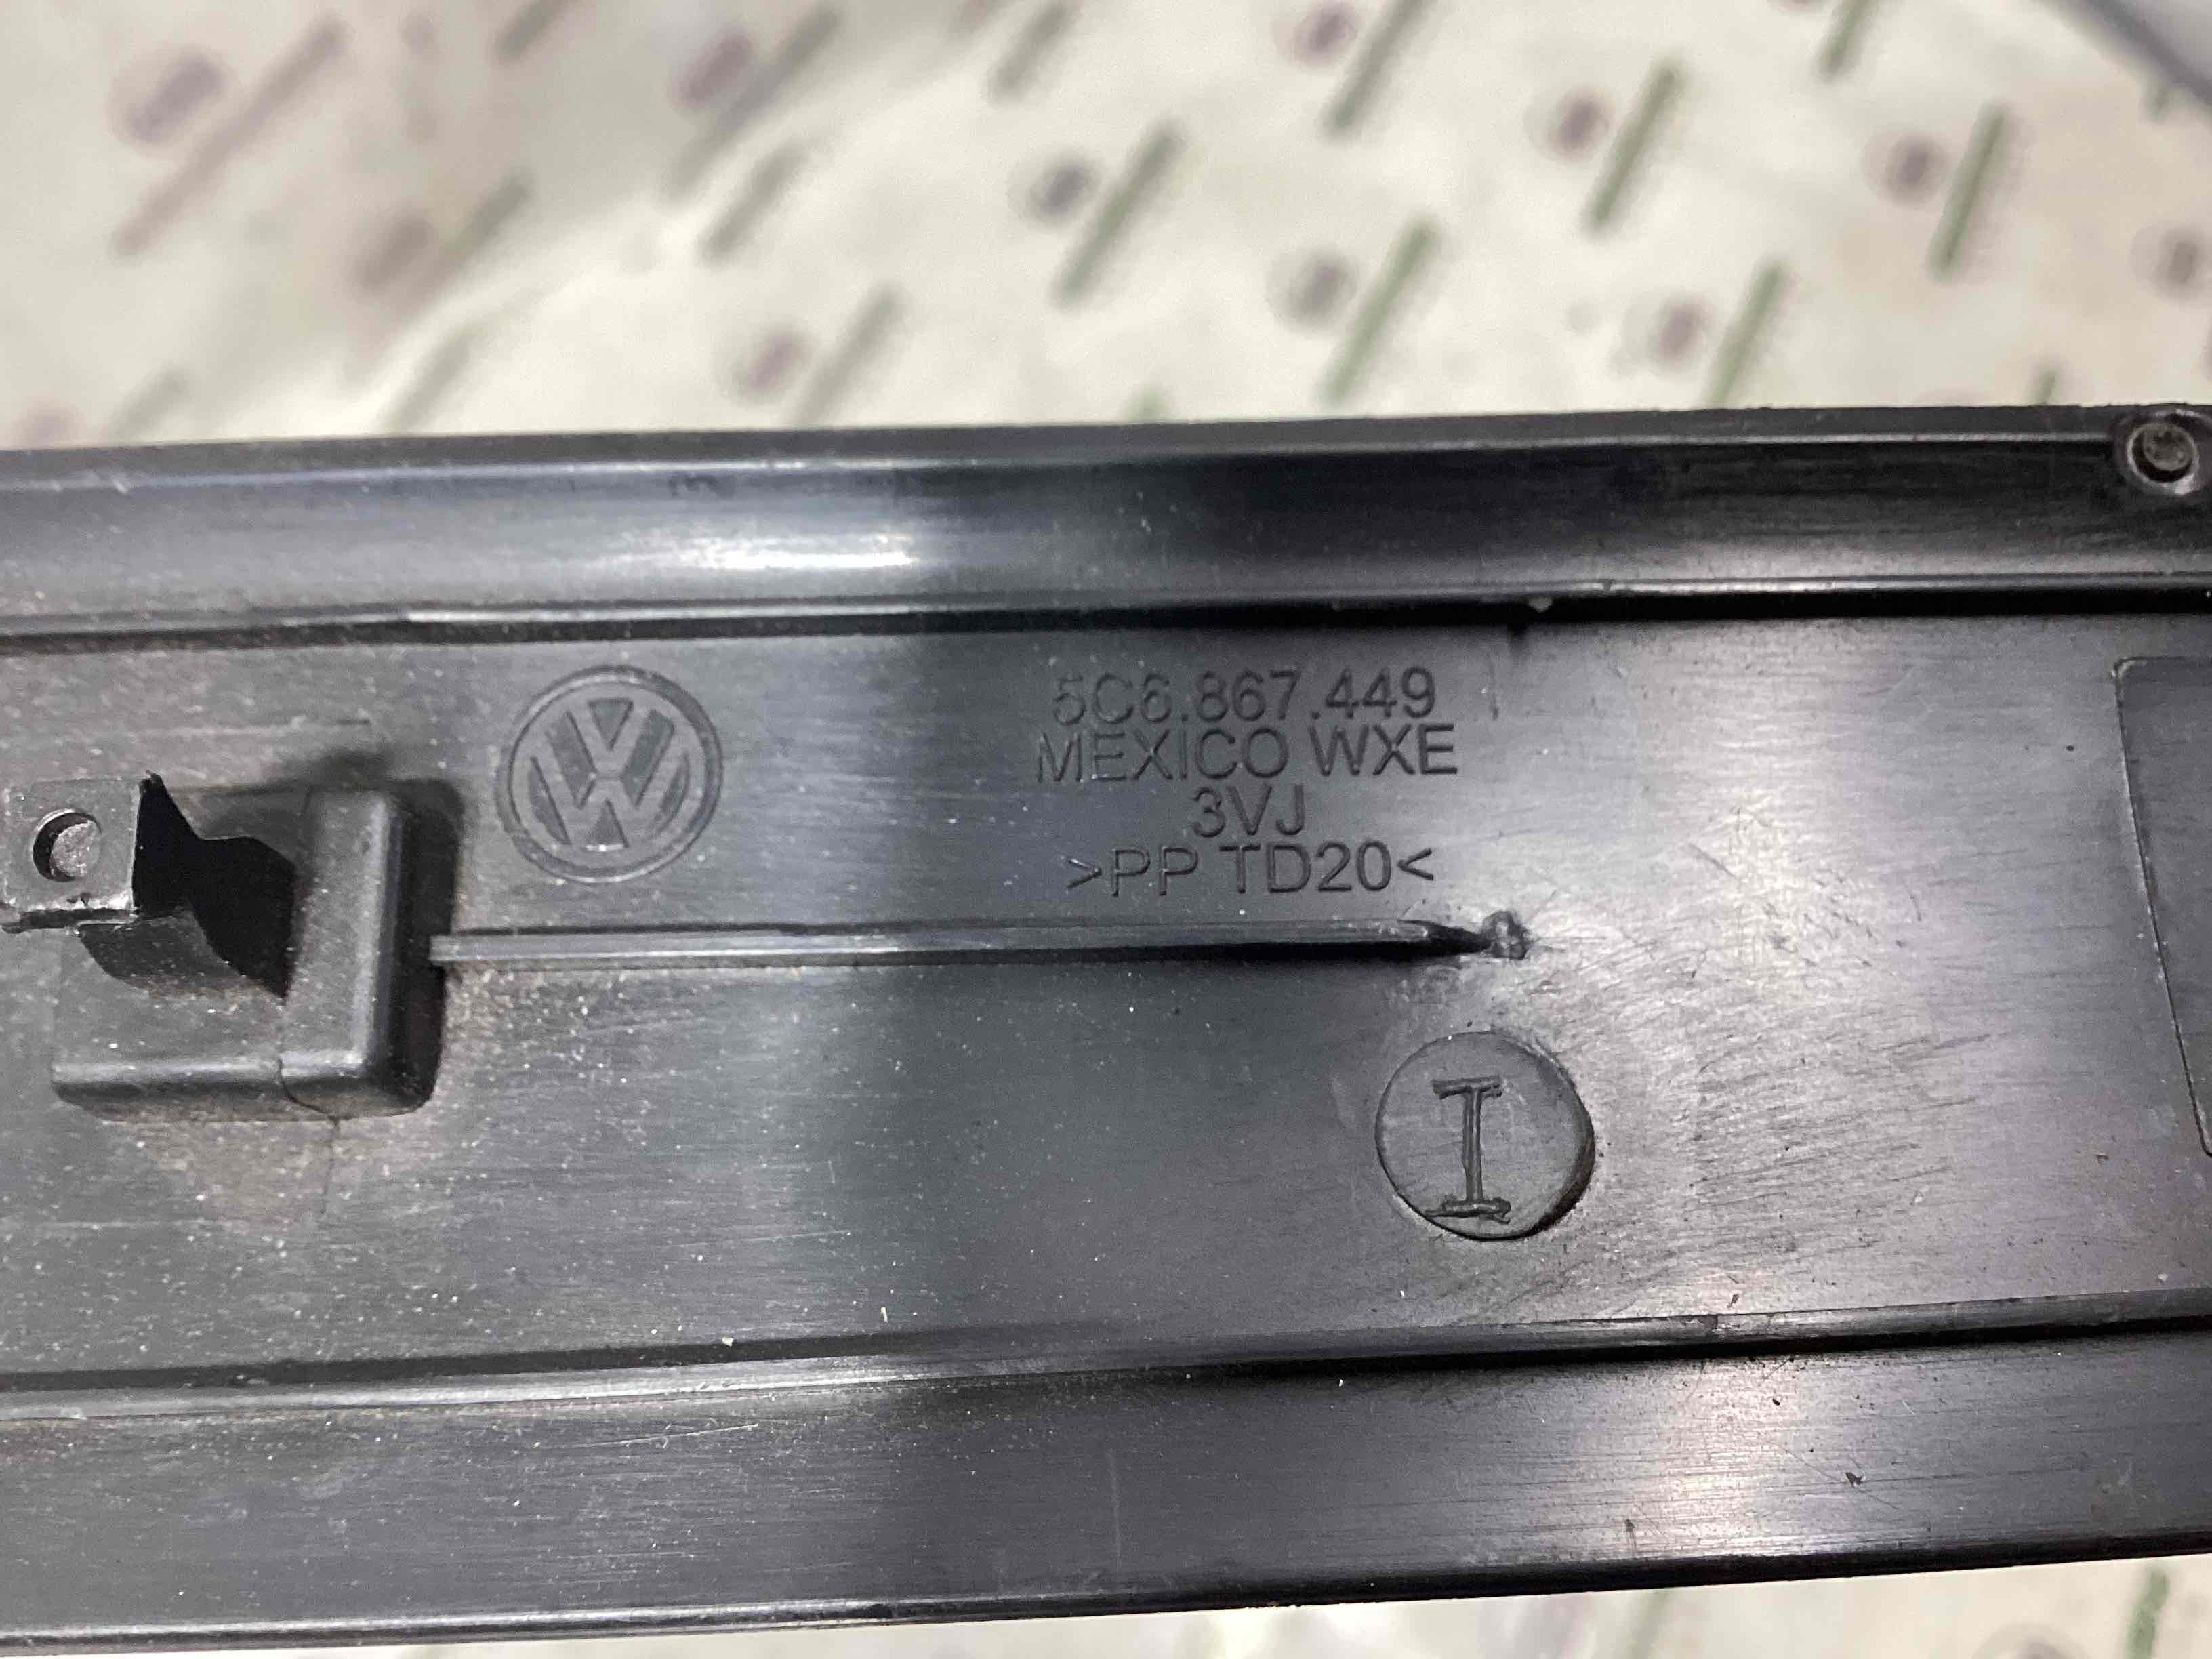 5C6.867.449
MEXICO WXE
3VJ
>PP TD20<
I